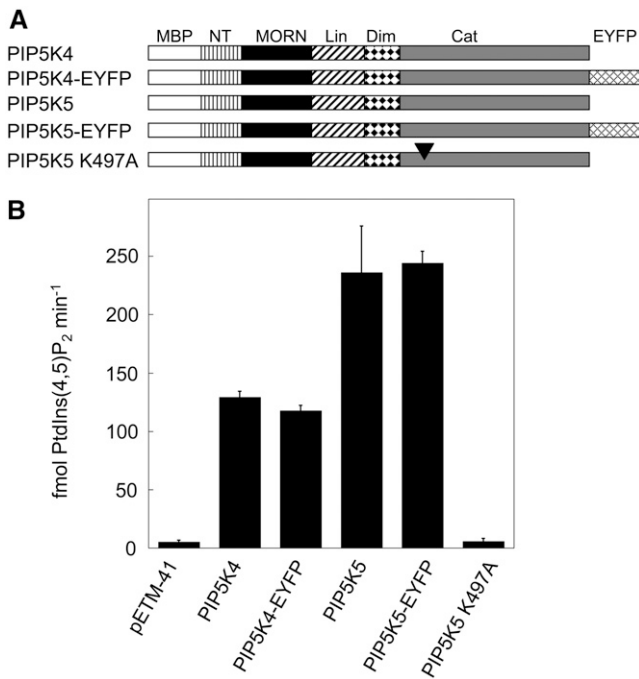 A
MBP NT MORN Lin Dim Cat EYFP
PIP5K4
PIP5K4-EYFP
PIP5K5
PIP5K5-EYFP
PIP5K5 K497A
B
fmol PtdIns(4,5)P₂ min⁻¹
250
200
150
100
50
0
pETM-41
PIP5K4
PIP5K4-EYFP
PIP5K5
PIP5K5-EYFP
PIP5K5 K497A